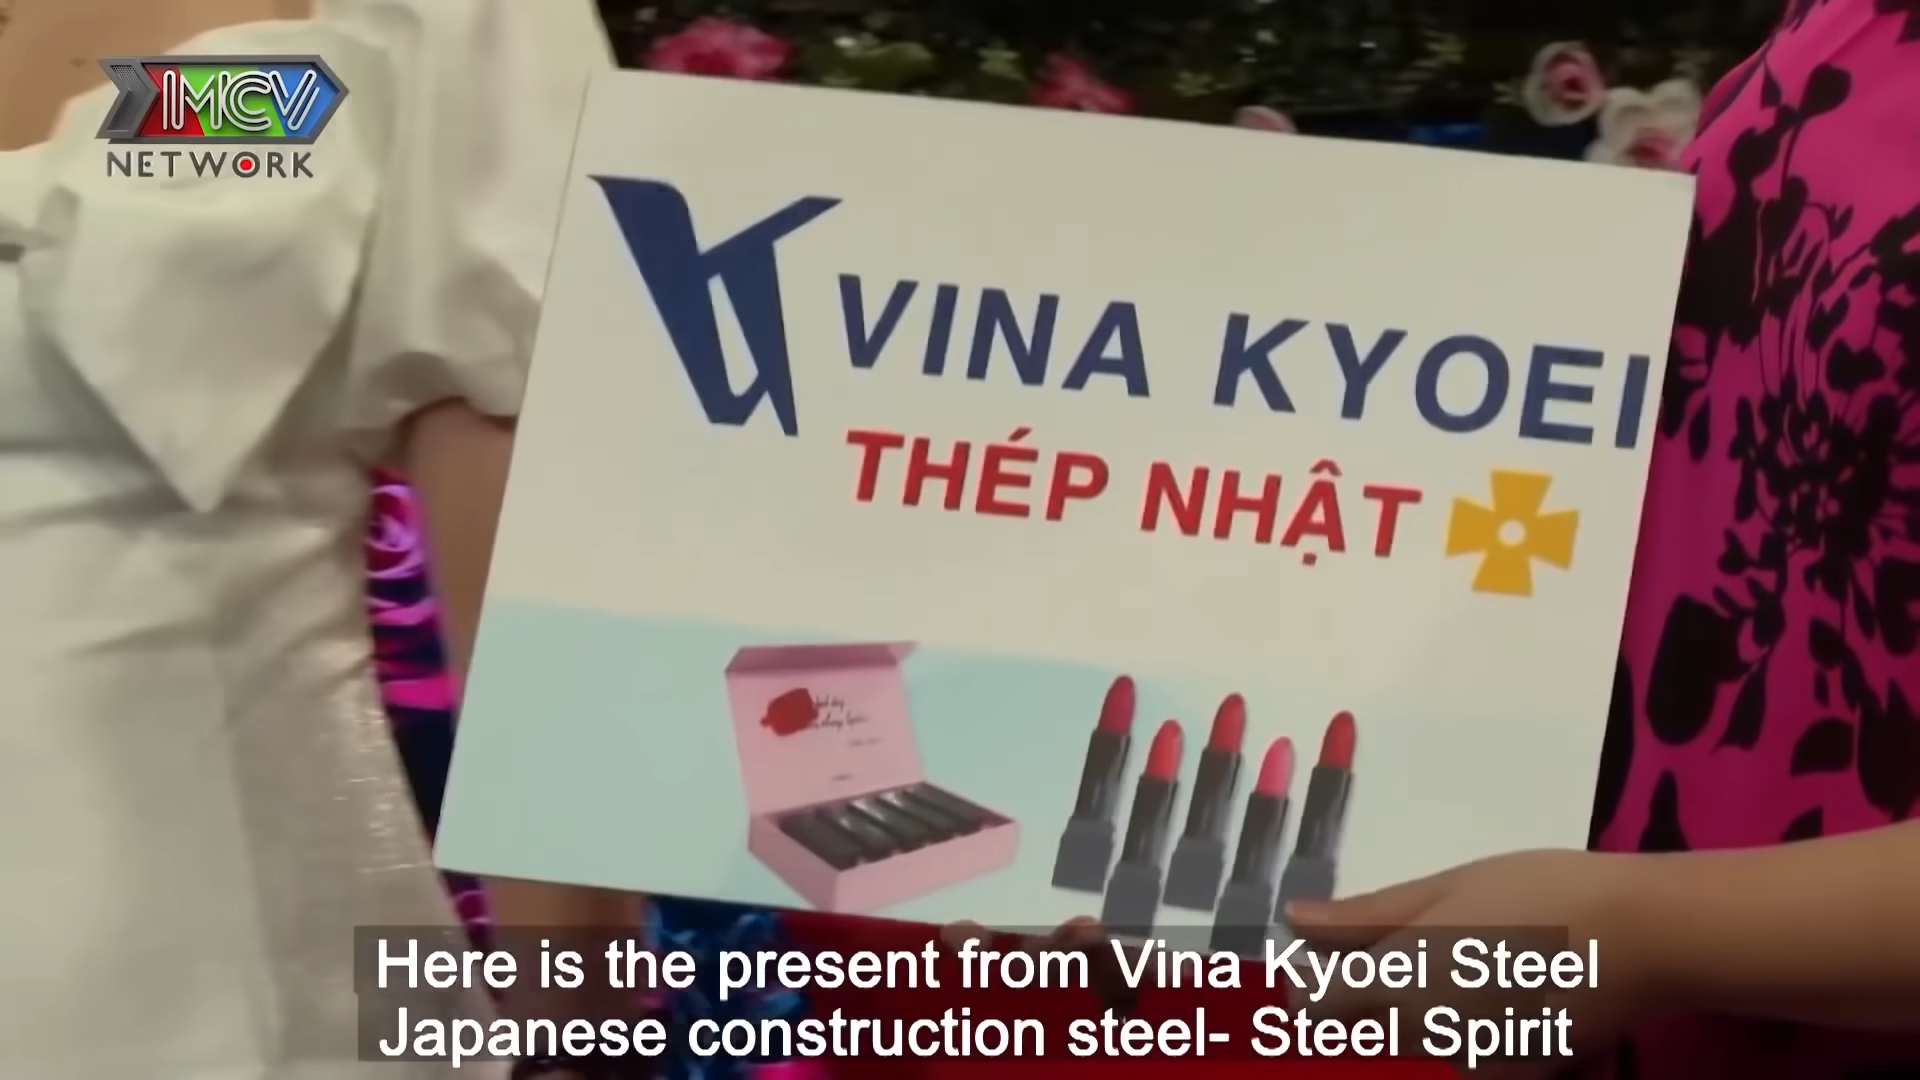 MCV
NETWORK
VINA KYOEI
THÉP NHẬT
Here is the present from Vina Kyoei Steel
Japanese construction steel- Steel Spirit